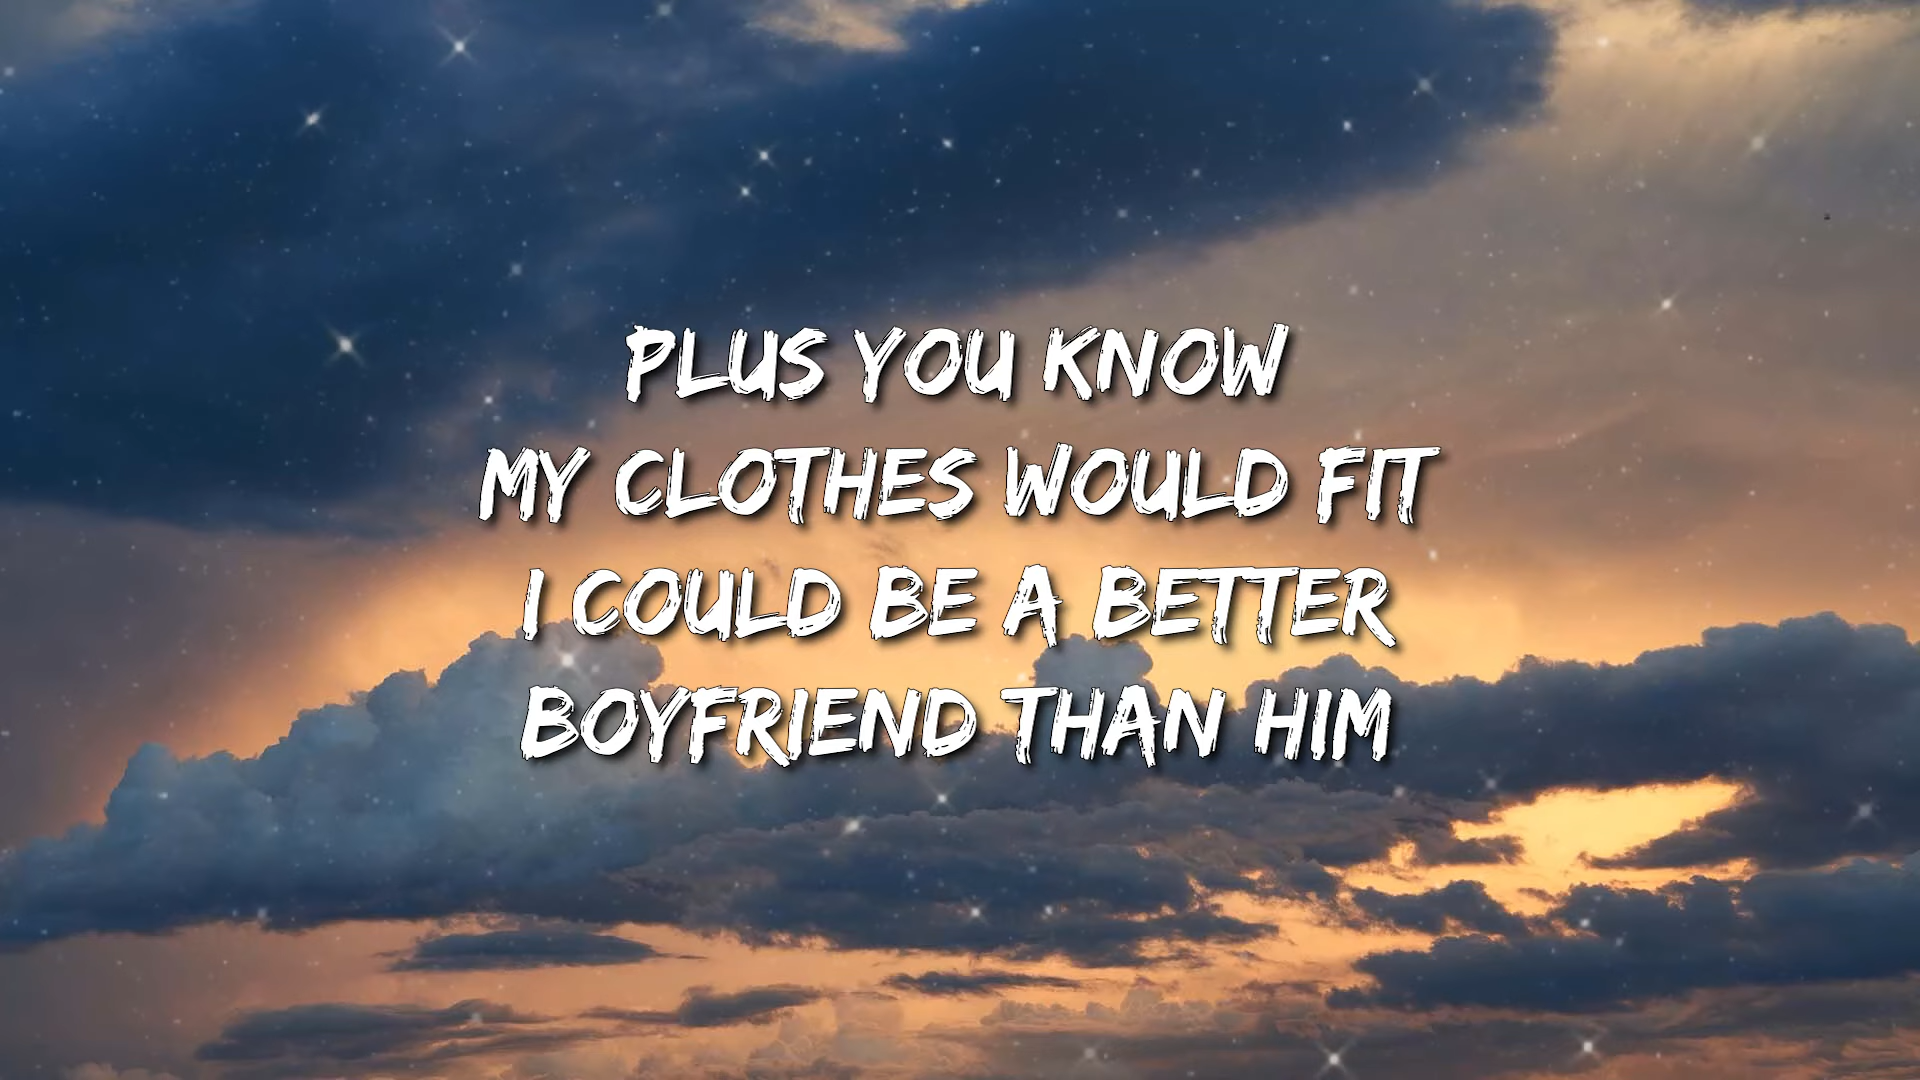 PLUS YOU KNOW
MY CLOTHES WOULD FIT
I COULD BE A BETTER
BOYFRIEND THAN HIM